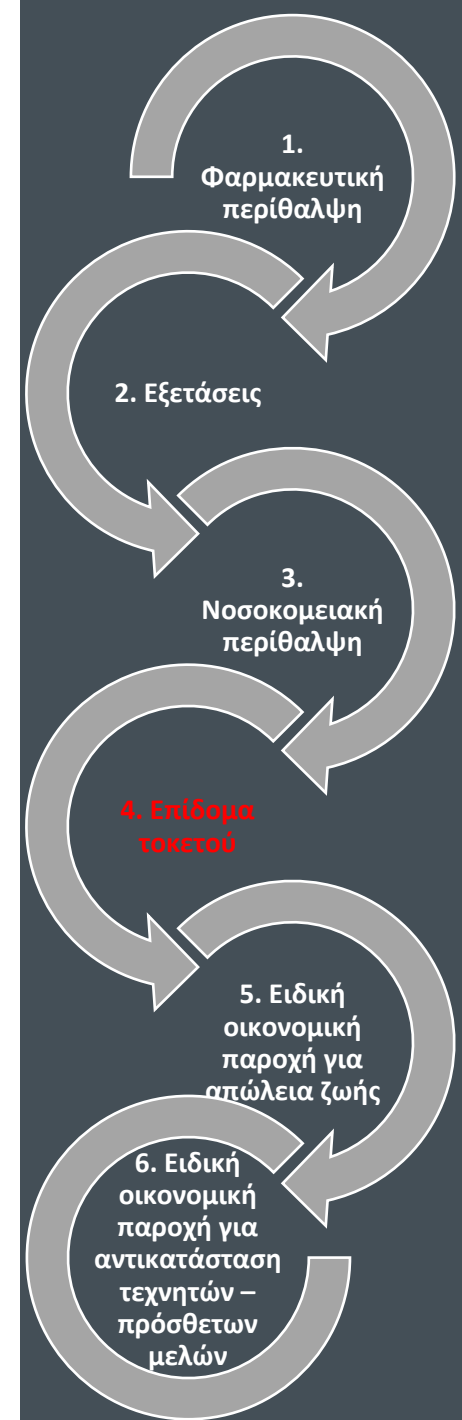 1.
Φαρμακευτική
περίθαλψη
2. Εξετάσεις
3.
Νοσοκομειακή
περίθαλψη
4. Επίδομα
τοκετού
5. Ειδική
οικονομική
παροχή για
απώλεια ζωής
6. Ειδική
οικονομική
παροχή για
αντικατάσταση
τεχνητών –
πρόσθετων
μελών